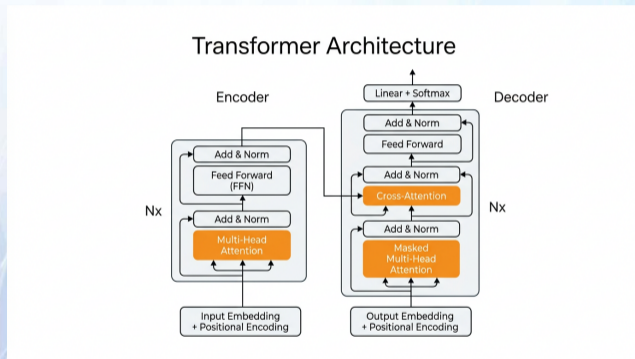 Transformer Architecture
Encoder
Nx
Add & Norm
Feed Forward
(FFN)
Add & Norm
Multi-Head
Attention
Input Embedding
+ Positional Encoding
Decoder
Linear + Softmax
Add & Norm
Feed Forward
Add & Norm
Cross-Attention
Nx
Add & Norm
Masked
Multi-Head
Attention
Output Embedding
+ Positional Encoding